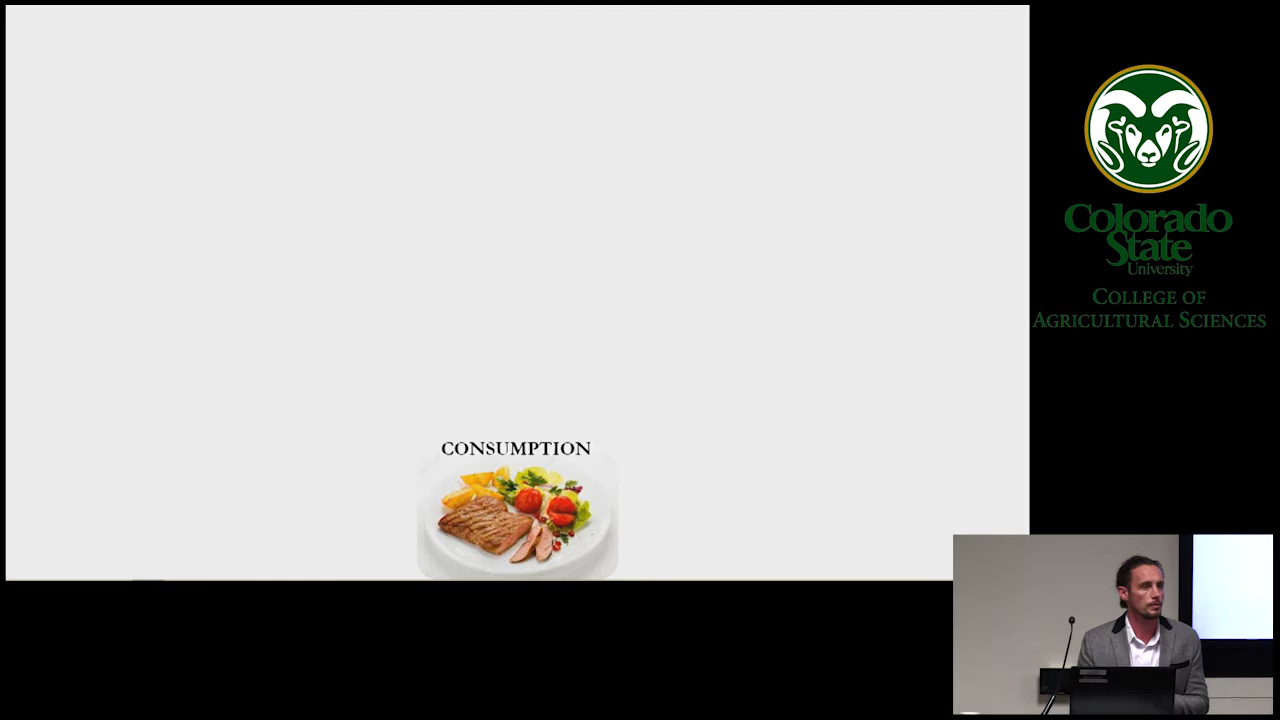 CONSUMPTION
Colorado
State
University
COLLEGE OF
AGRICULTURAL SCIENCES